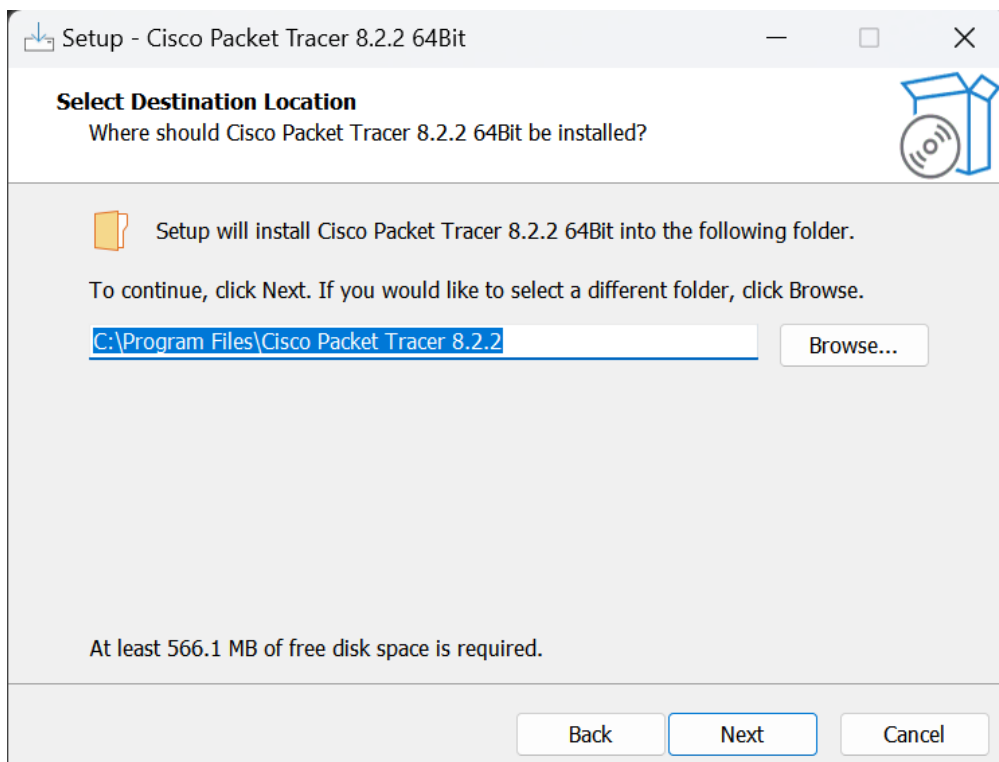 Setup - Cisco Packet Tracer 8.2.2 64Bit
Select Destination Location
Where should Cisco Packet Tracer 8.2.2 64Bit be installed?
Setup will install Cisco Packet Tracer 8.2.2 64Bit into the following folder.
To continue, click Next. If you would like to select a different folder, click Browse.
C:\Program Files\Cisco Packet Tracer 8.2.2
Browse...
At least 566.1 MB of free disk space is required.
Back Next Cancel